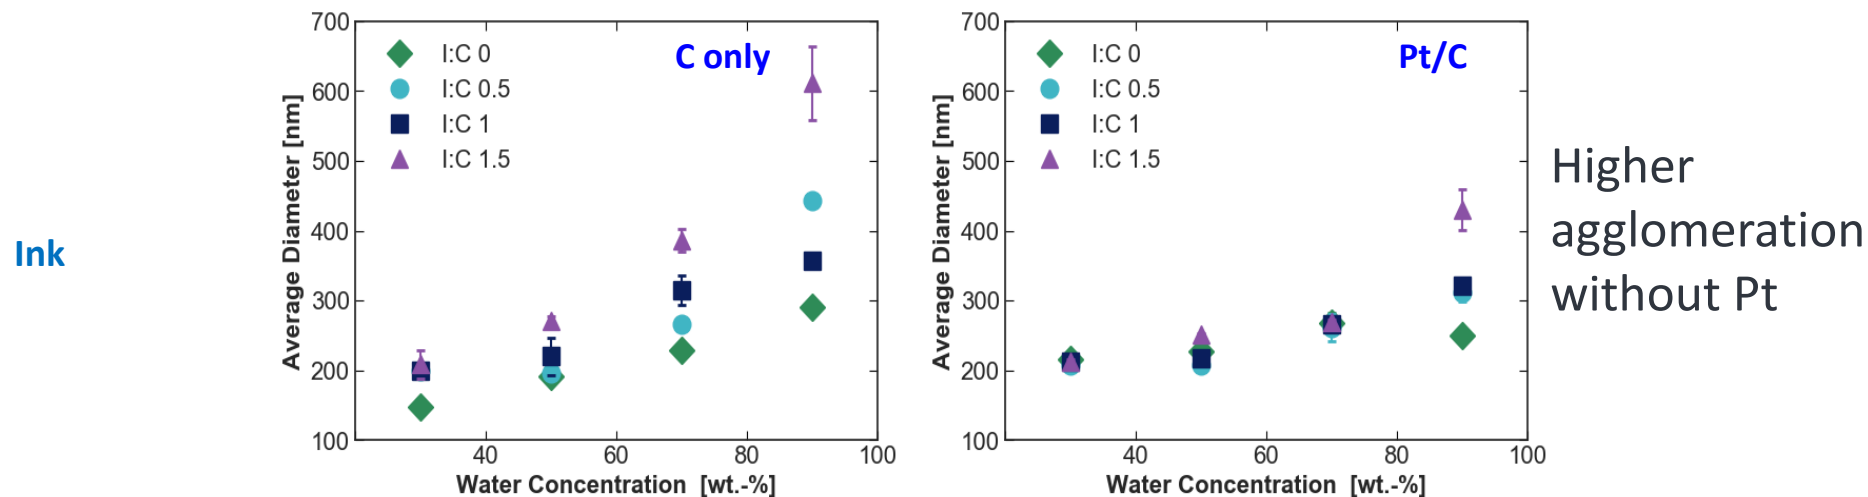 Ink
700
600
500
400
300
200
100
Average Diameter [nm]
I:C 0
I:C 0.5
I:C 1
I:C 1.5
C only
40
60
80
100
Water Concentration [wt.-%]
700
600
500
400
300
200
100
Average Diameter [nm]
I:C 0
I:C 0.5
I:C 1
I:C 1.5
Pt/C
40
60
80
100
Water Concentration [wt.-%]
Higher
agglomeration
without Pt